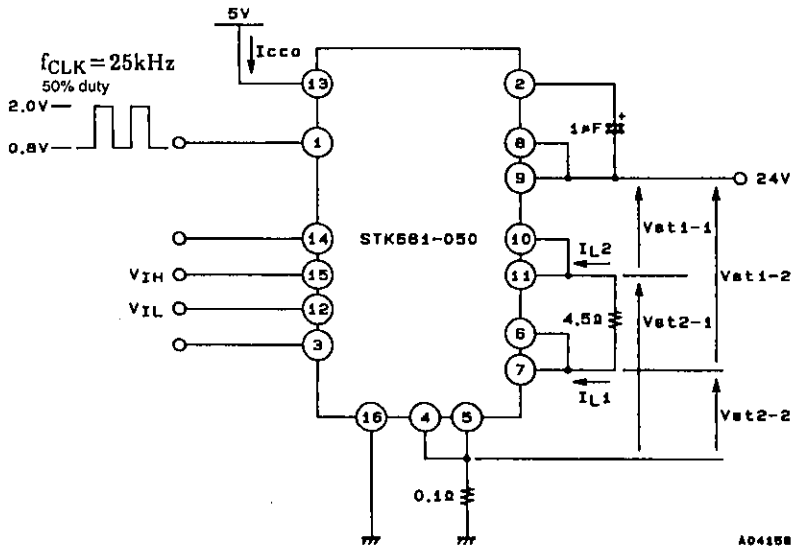 5V
Icco
fCLK = 25kHz
50% duty
2.0V
0.8V
13
1
14
VIH
15
VIL
12
3
STK681-050
2
1μF
+
8
9
24V
10
11
IL2
4.5Ω
6
7
IL1
Vst1-1
Vst1-2
Vst2-1
Vst2-2
16
4
5
0.1Ω
A04158